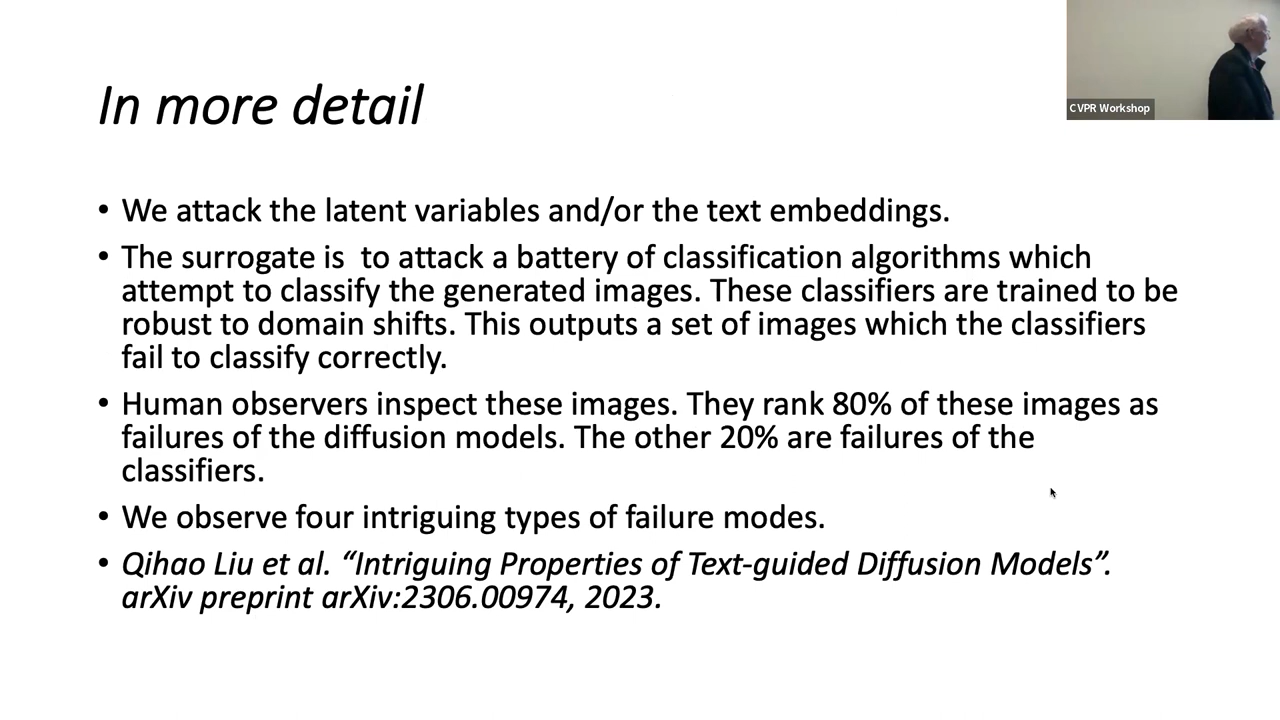 In more detail
CVPR Workshop
• We attack the latent variables and/or the text embeddings.
• The surrogate is  to attack a battery of classification algorithms which
attempt to classify the generated images. These classifiers are trained to be
robust to domain shifts. This outputs a set of images which the classifiers
fail to classify correctly.
• Human observers inspect these images. They rank 80% of these images as
failures of the diffusion models. The other 20% are failures of the
classifiers.
• We observe four intriguing types of failure modes.
• Qihao Liu et al. “Intriguing Properties of Text-guided Diffusion Models”.
arXiv preprint arXiv:2306.00974, 2023.